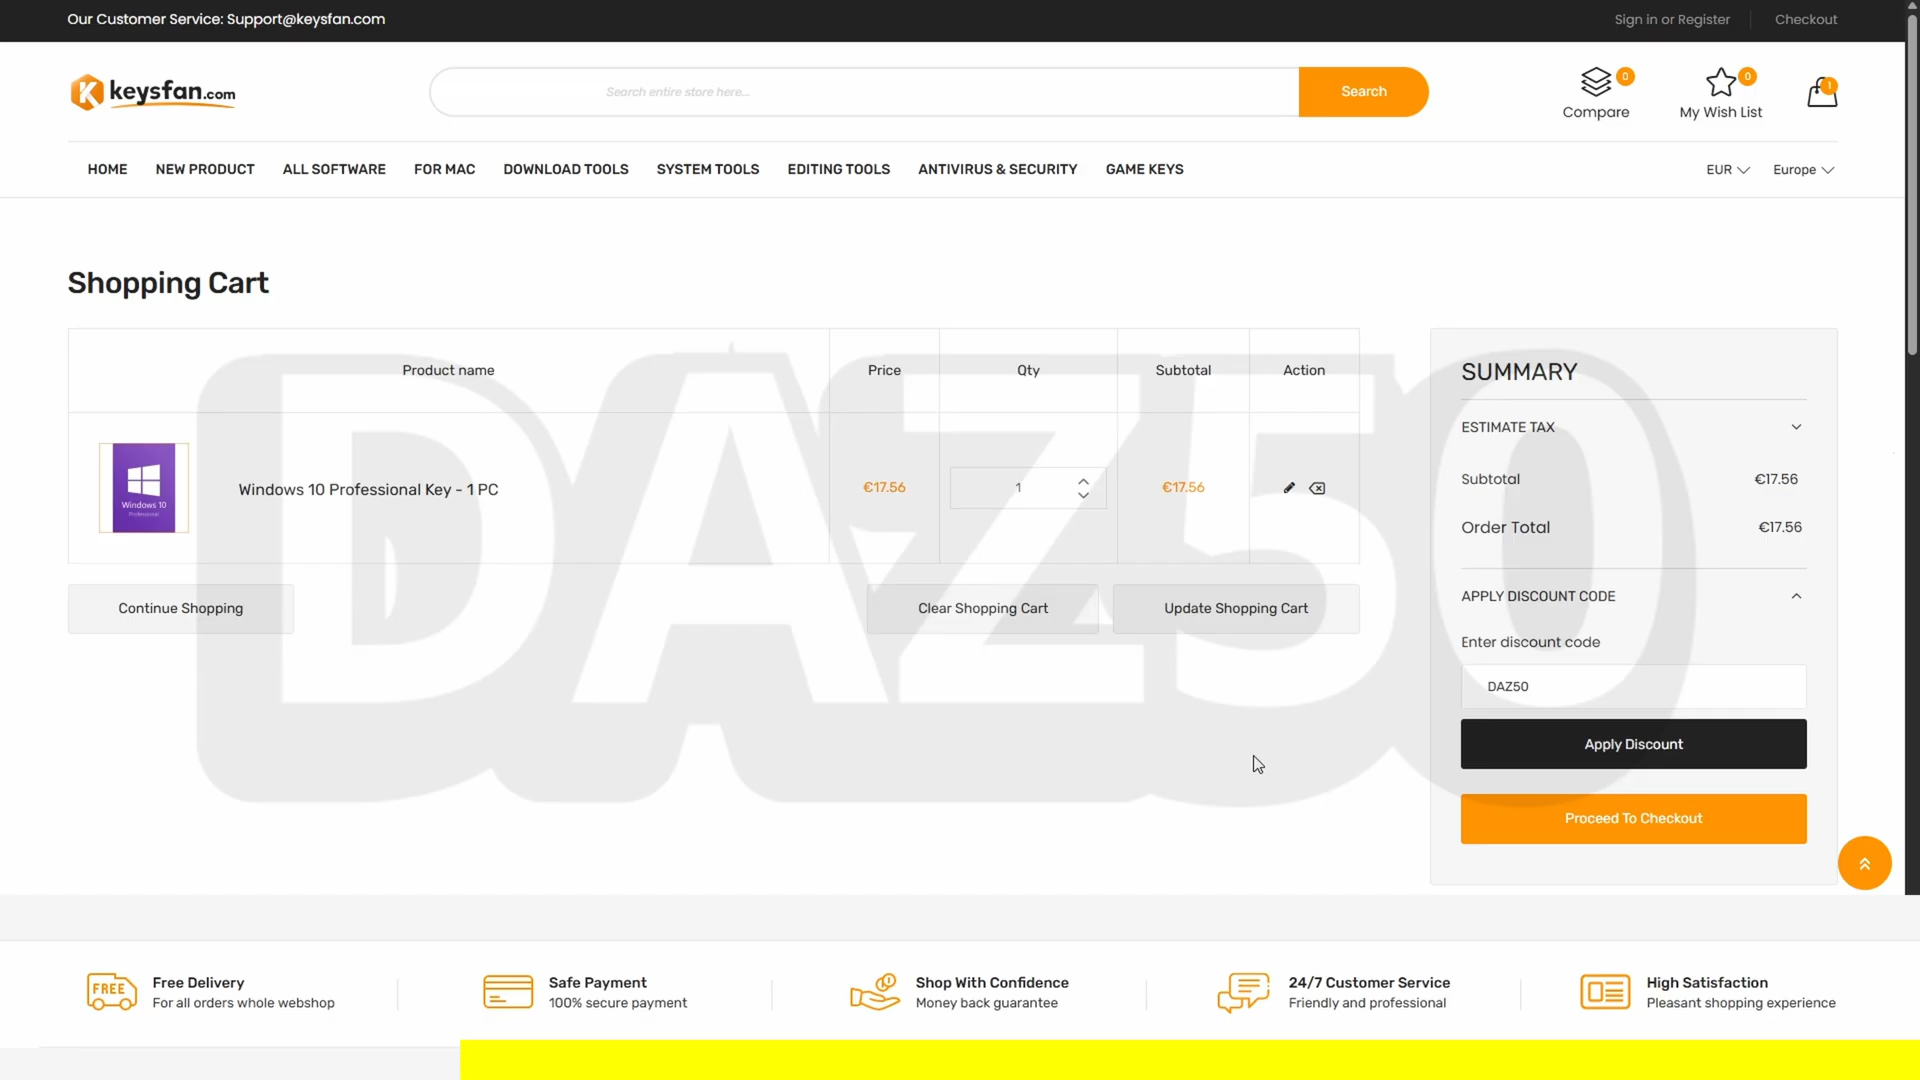 Our Customer Service: Support@keysfan.com
Sign in or Register
Checkout
keysfan.com
Search entire store here...
Search
0
Compare
0
My Wish List
1
HOME
NEW PRODUCT
ALL SOFTWARE
FOR MAC
DOWNLOAD TOOLS
SYSTEM TOOLS
EDITING TOOLS
ANTIVIRUS & SECURITY
GAME KEYS
EUR
Europe
Shopping Cart
Product name
Price
Qty
Subtotal
Action
Windows 10
Professional
Windows 10 Professional Key - 1 PC
€17.56
1
€17.56
Continue Shopping
Clear Shopping Cart
Update Shopping Cart
DAZ50
SUMMARY
ESTIMATE TAX
Subtotal
€17.56
Order Total
€17.56
APPLY DISCOUNT CODE
Enter discount code
DAZ50
Apply Discount
Proceed To Checkout
FREE
Free Delivery
For all orders whole webshop
Safe Payment
100% secure payment
Shop With Confidence
Money back guarantee
24/7 Customer Service
Friendly and professional
High Satisfaction
Pleasant shopping experience